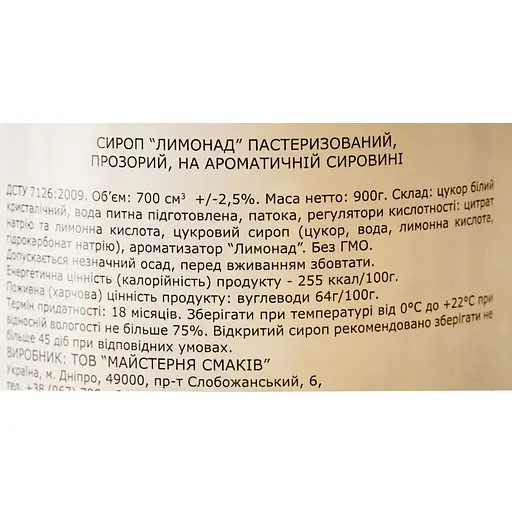 СИРОП "ЛИМОНАД" ПАСТЕРИЗОВАНИЙ,
ПРОЗОРИЙ, НА АРОМАТИЧНІЙ СИРОВИНІ
ДСТУ 7126:2009. Об'єм: 700 см³ +/-2,5%. Маса нетто: 900г. Склад: цукор білий
кристалічний, вода питна підготовлена, патока, регулятори кислотності: цитрат
натрію та лимонна кислота, цукровий сироп (цукор, вода, лимонна кислота,
гідрокарбонат натрію), ароматизатор "Лимонад". Без ГМО.
Допускається незначний осад, перед вживанням збовтати.
Енергетична цінність (калорійність) продукту - 255 ккал/100г.
Поживна (харчова) цінність продукту: вуглеводи 64г/100г.
Термін придатності: 18 місяців. Зберігати при температурі від 0°С до +22°С при
відносній вологості не більше 75%. Відкритий сироп рекомендовано зберігати не
більше 45 діб при відповідних умовах.
ВИРОБНИК: ТОВ "МАЙСТЕРНЯ СМАКІВ"
Україна, м. Дніпро, 49000, пр-т Слобожанський, 6,
тел. +38 (067)